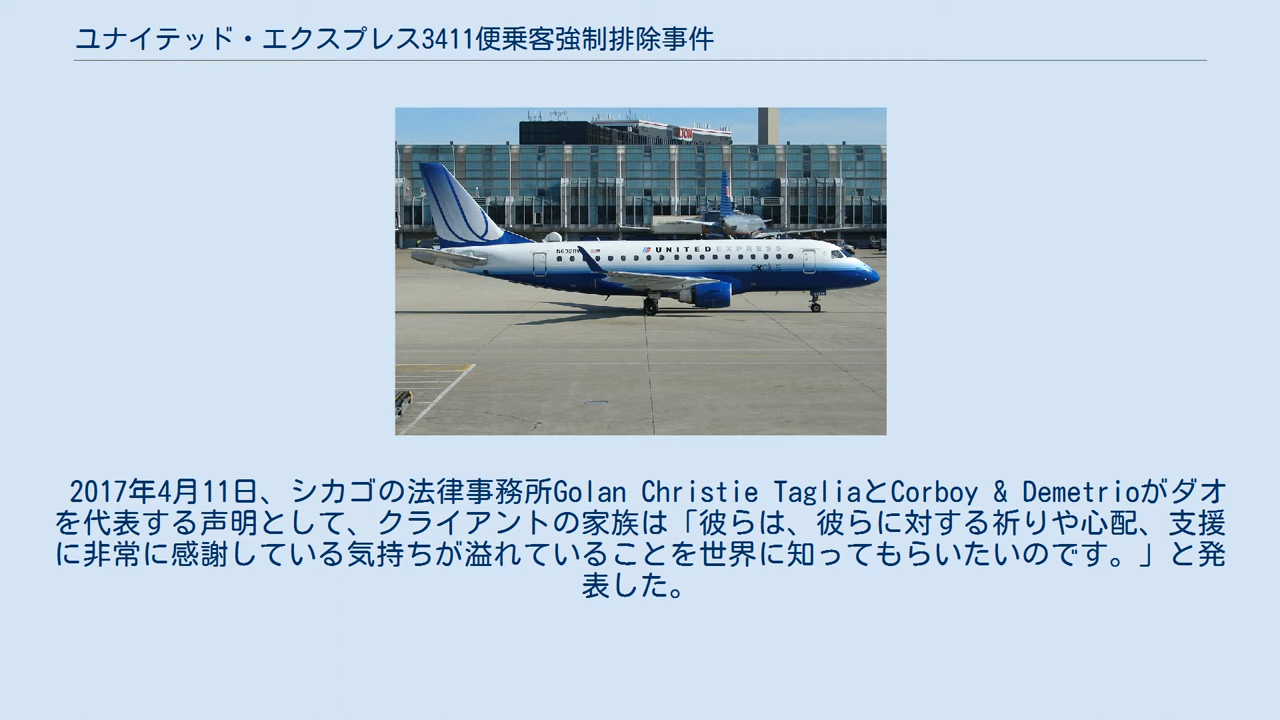 ユナイテッド・エクスプレス3411便乗客強制排除事件
UNITED EXPRESS
2017年4月11日、シカゴの法律事務所Golan Christie TagliaとCorboy & Demetrioがダオ
を代表する声明として、クライアントの家族は「彼らは、彼らに対する祈りや心配、支援
に非常に感謝している気持ちが溢れていることを世界に知ってもらいたいのです。」と発
表した。